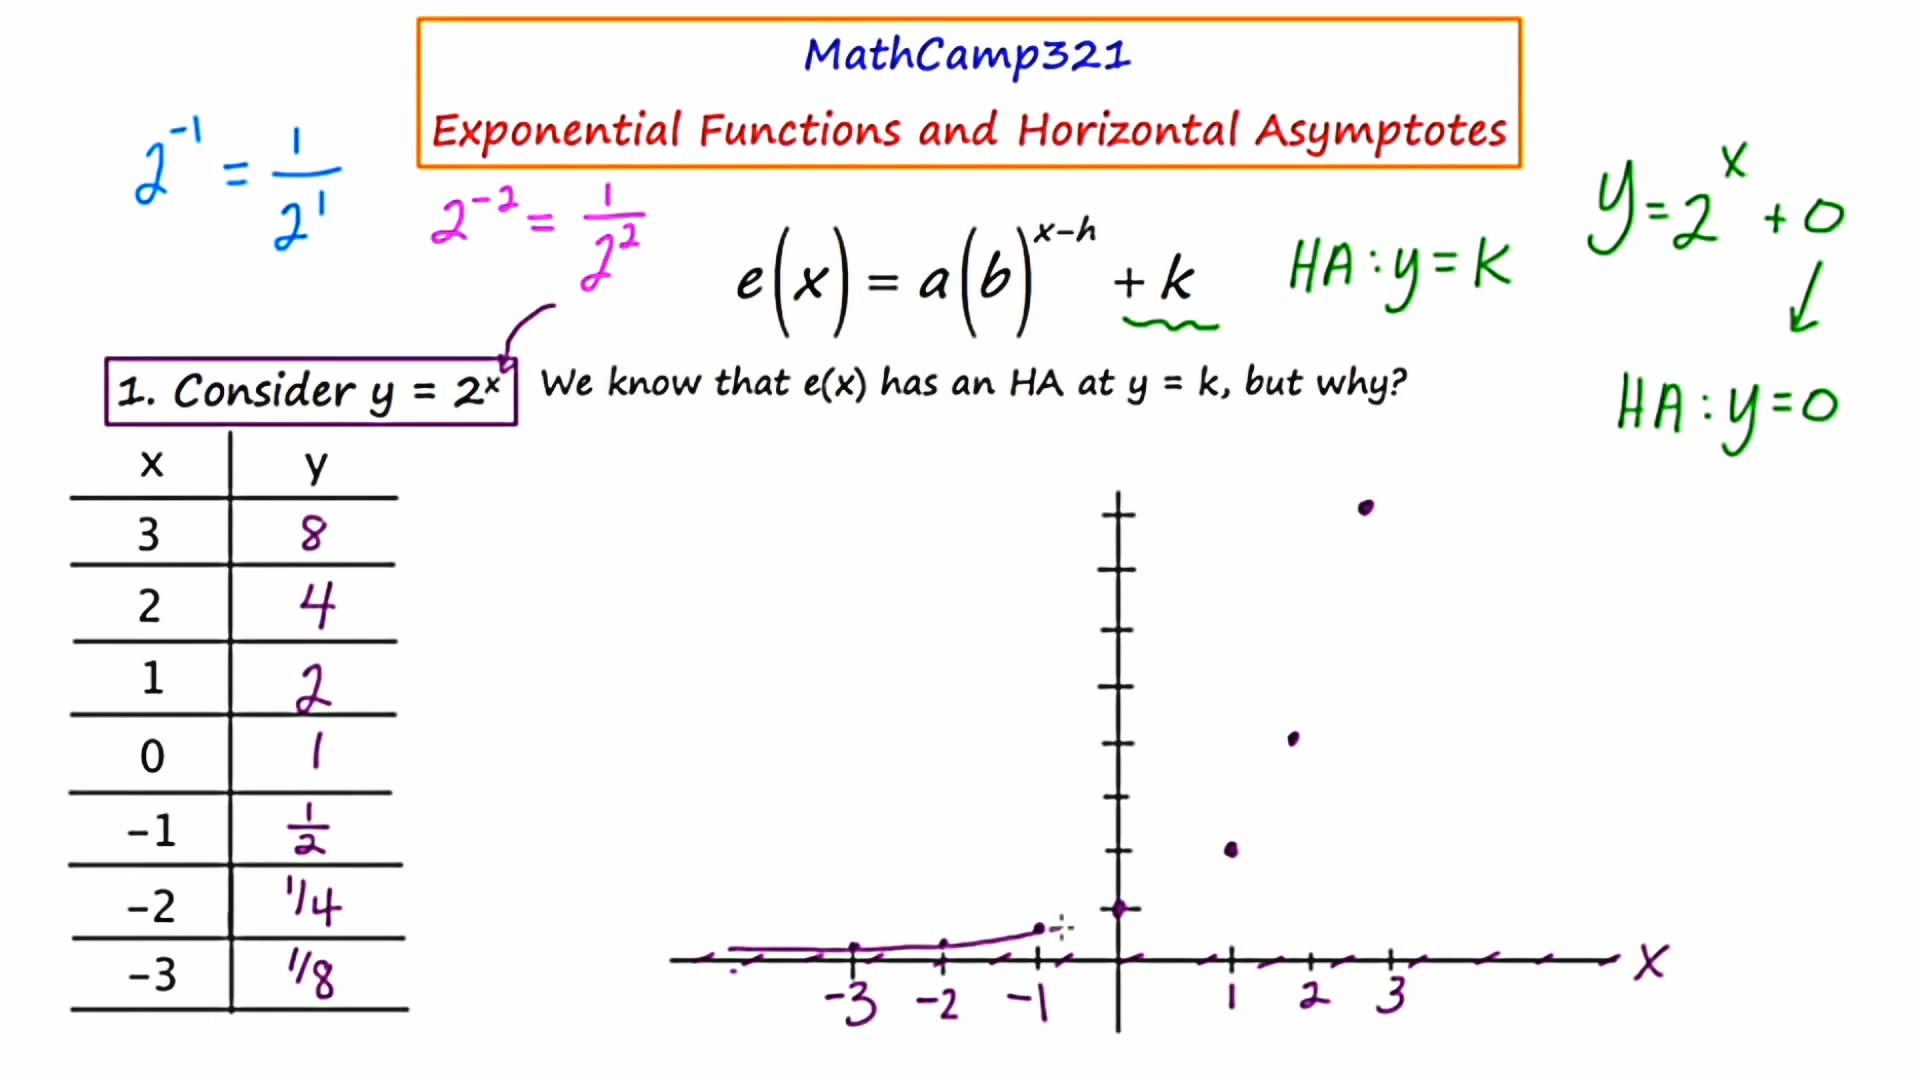 MathCamp321
Exponential Functions and Horizontal Asymptotes
2^-1 = 1/2^1
2^-2 = 1/2^2
e(x) = a(b)^x-h + k
HA: y = K
y = 2^x + 0
HA: y = 0
1. Consider y = 2^x
We know that e(x) has an HA at y = k, but why?
x y
3 8
2 4
1 2
0 1
-1 1/2
-2 1/4
-3 1/8
-3 -2 -1 1 2 3 X